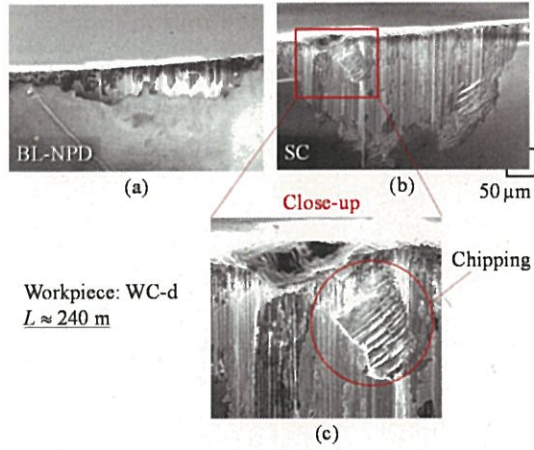 BL-NPD
SC
(a)
(b)
50 μm
Close-up
Chipping
Workpiece: WC-d
L ≈ 240 m
(c)